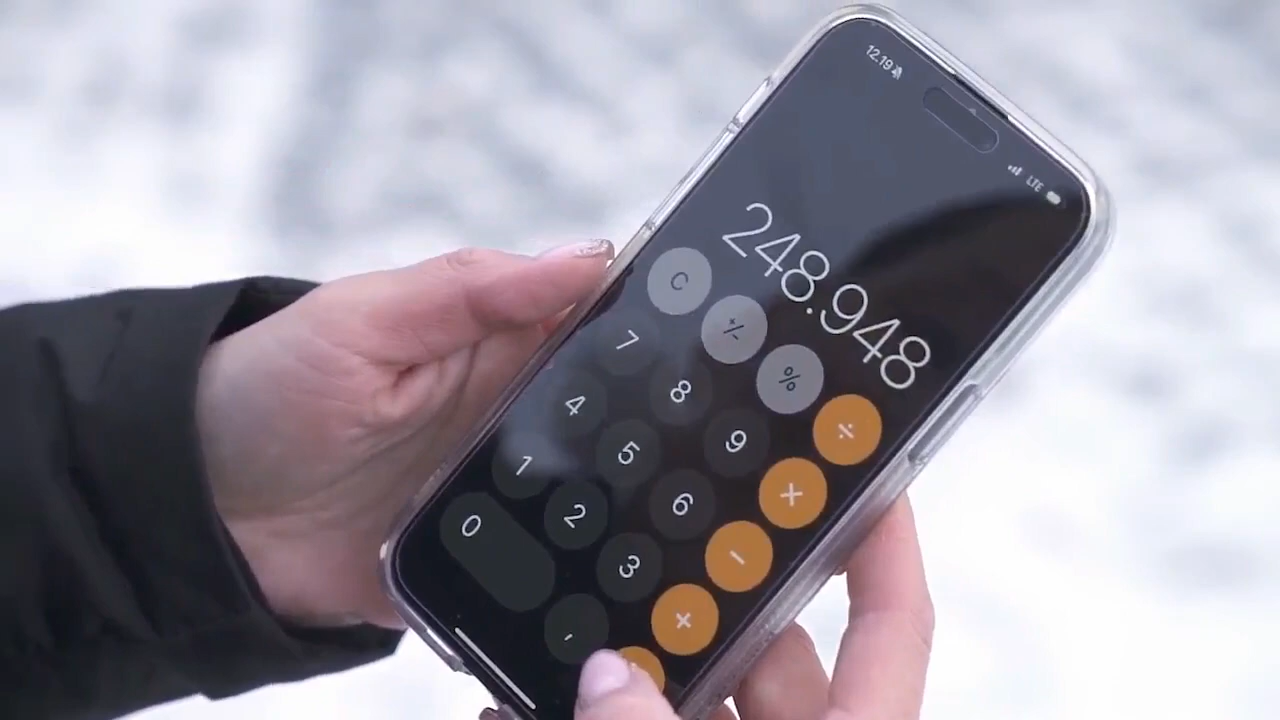 12.19 LTE
248.948
C +/- % ÷
7 8 9 ×
4 5 6 −
1 2 3 +
0 ,